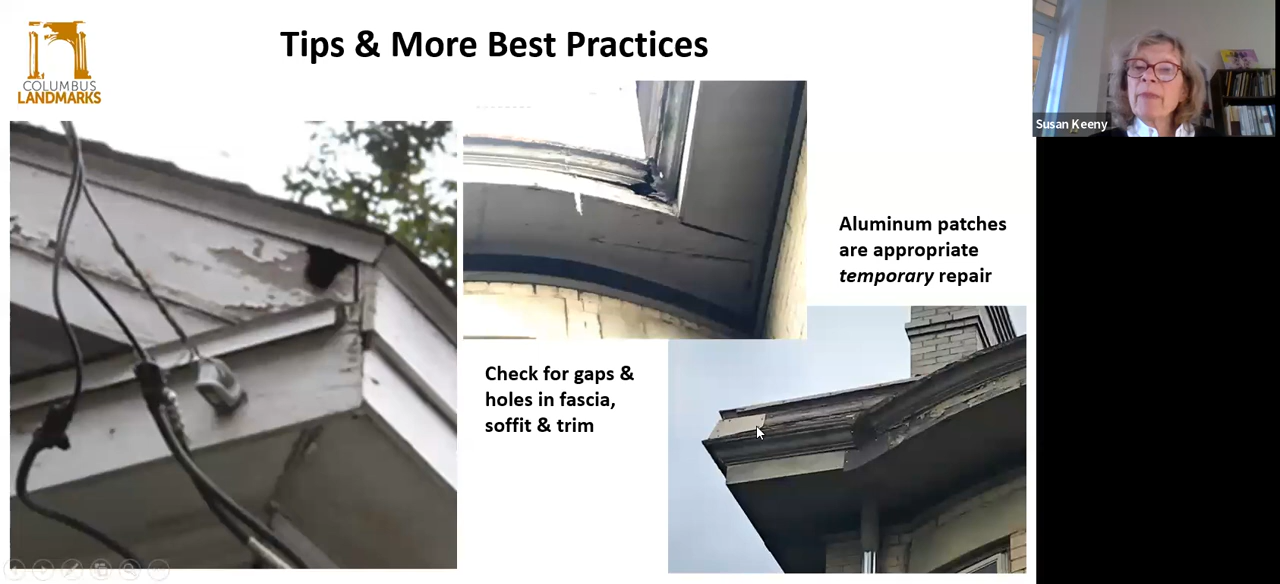 Tips & More Best Practices
COLUMBUS
LANDMARKS
Susan Keeny
Aluminum patches
are appropriate
temporary repair
Check for gaps &
holes in fascia,
soffit & trim